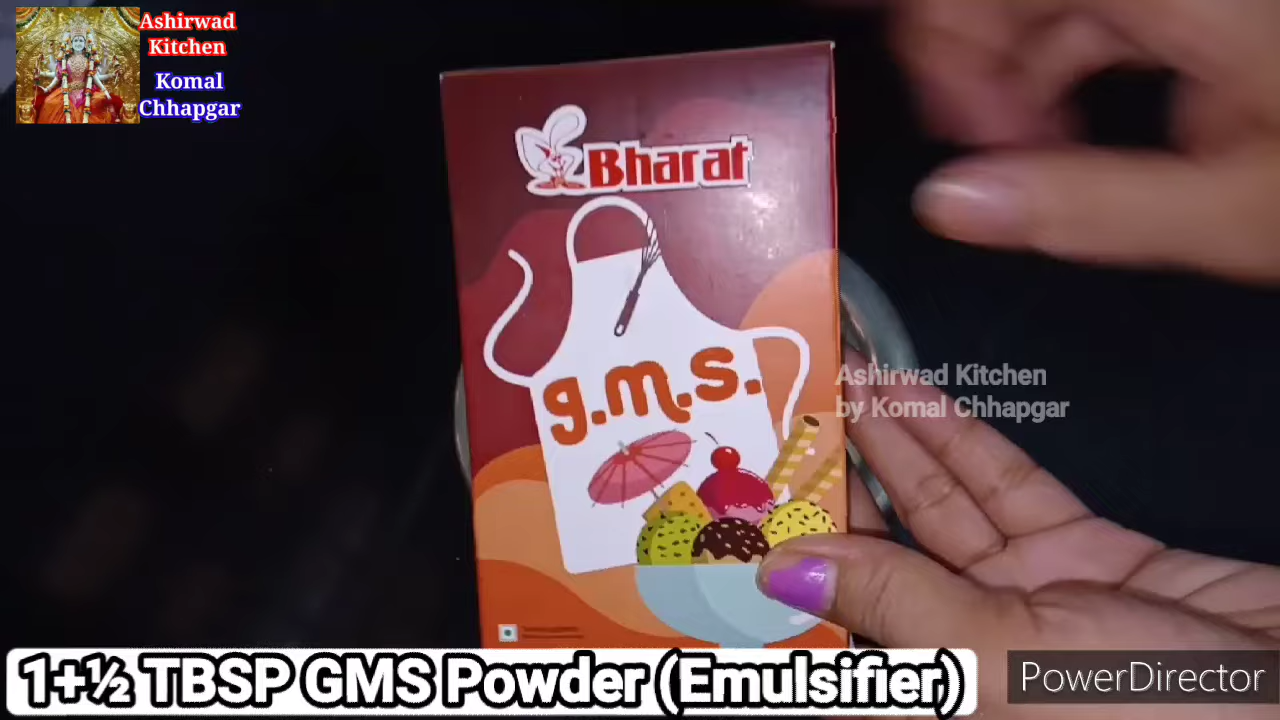 Ashirwad
Kitchen
Komal
Chhapgar
Bharat
g.m.s.
Ashirwad Kitchen
by Komal Chhapgar
1+½ TBSP GMS Powder (Emulsifier)
PowerDirector